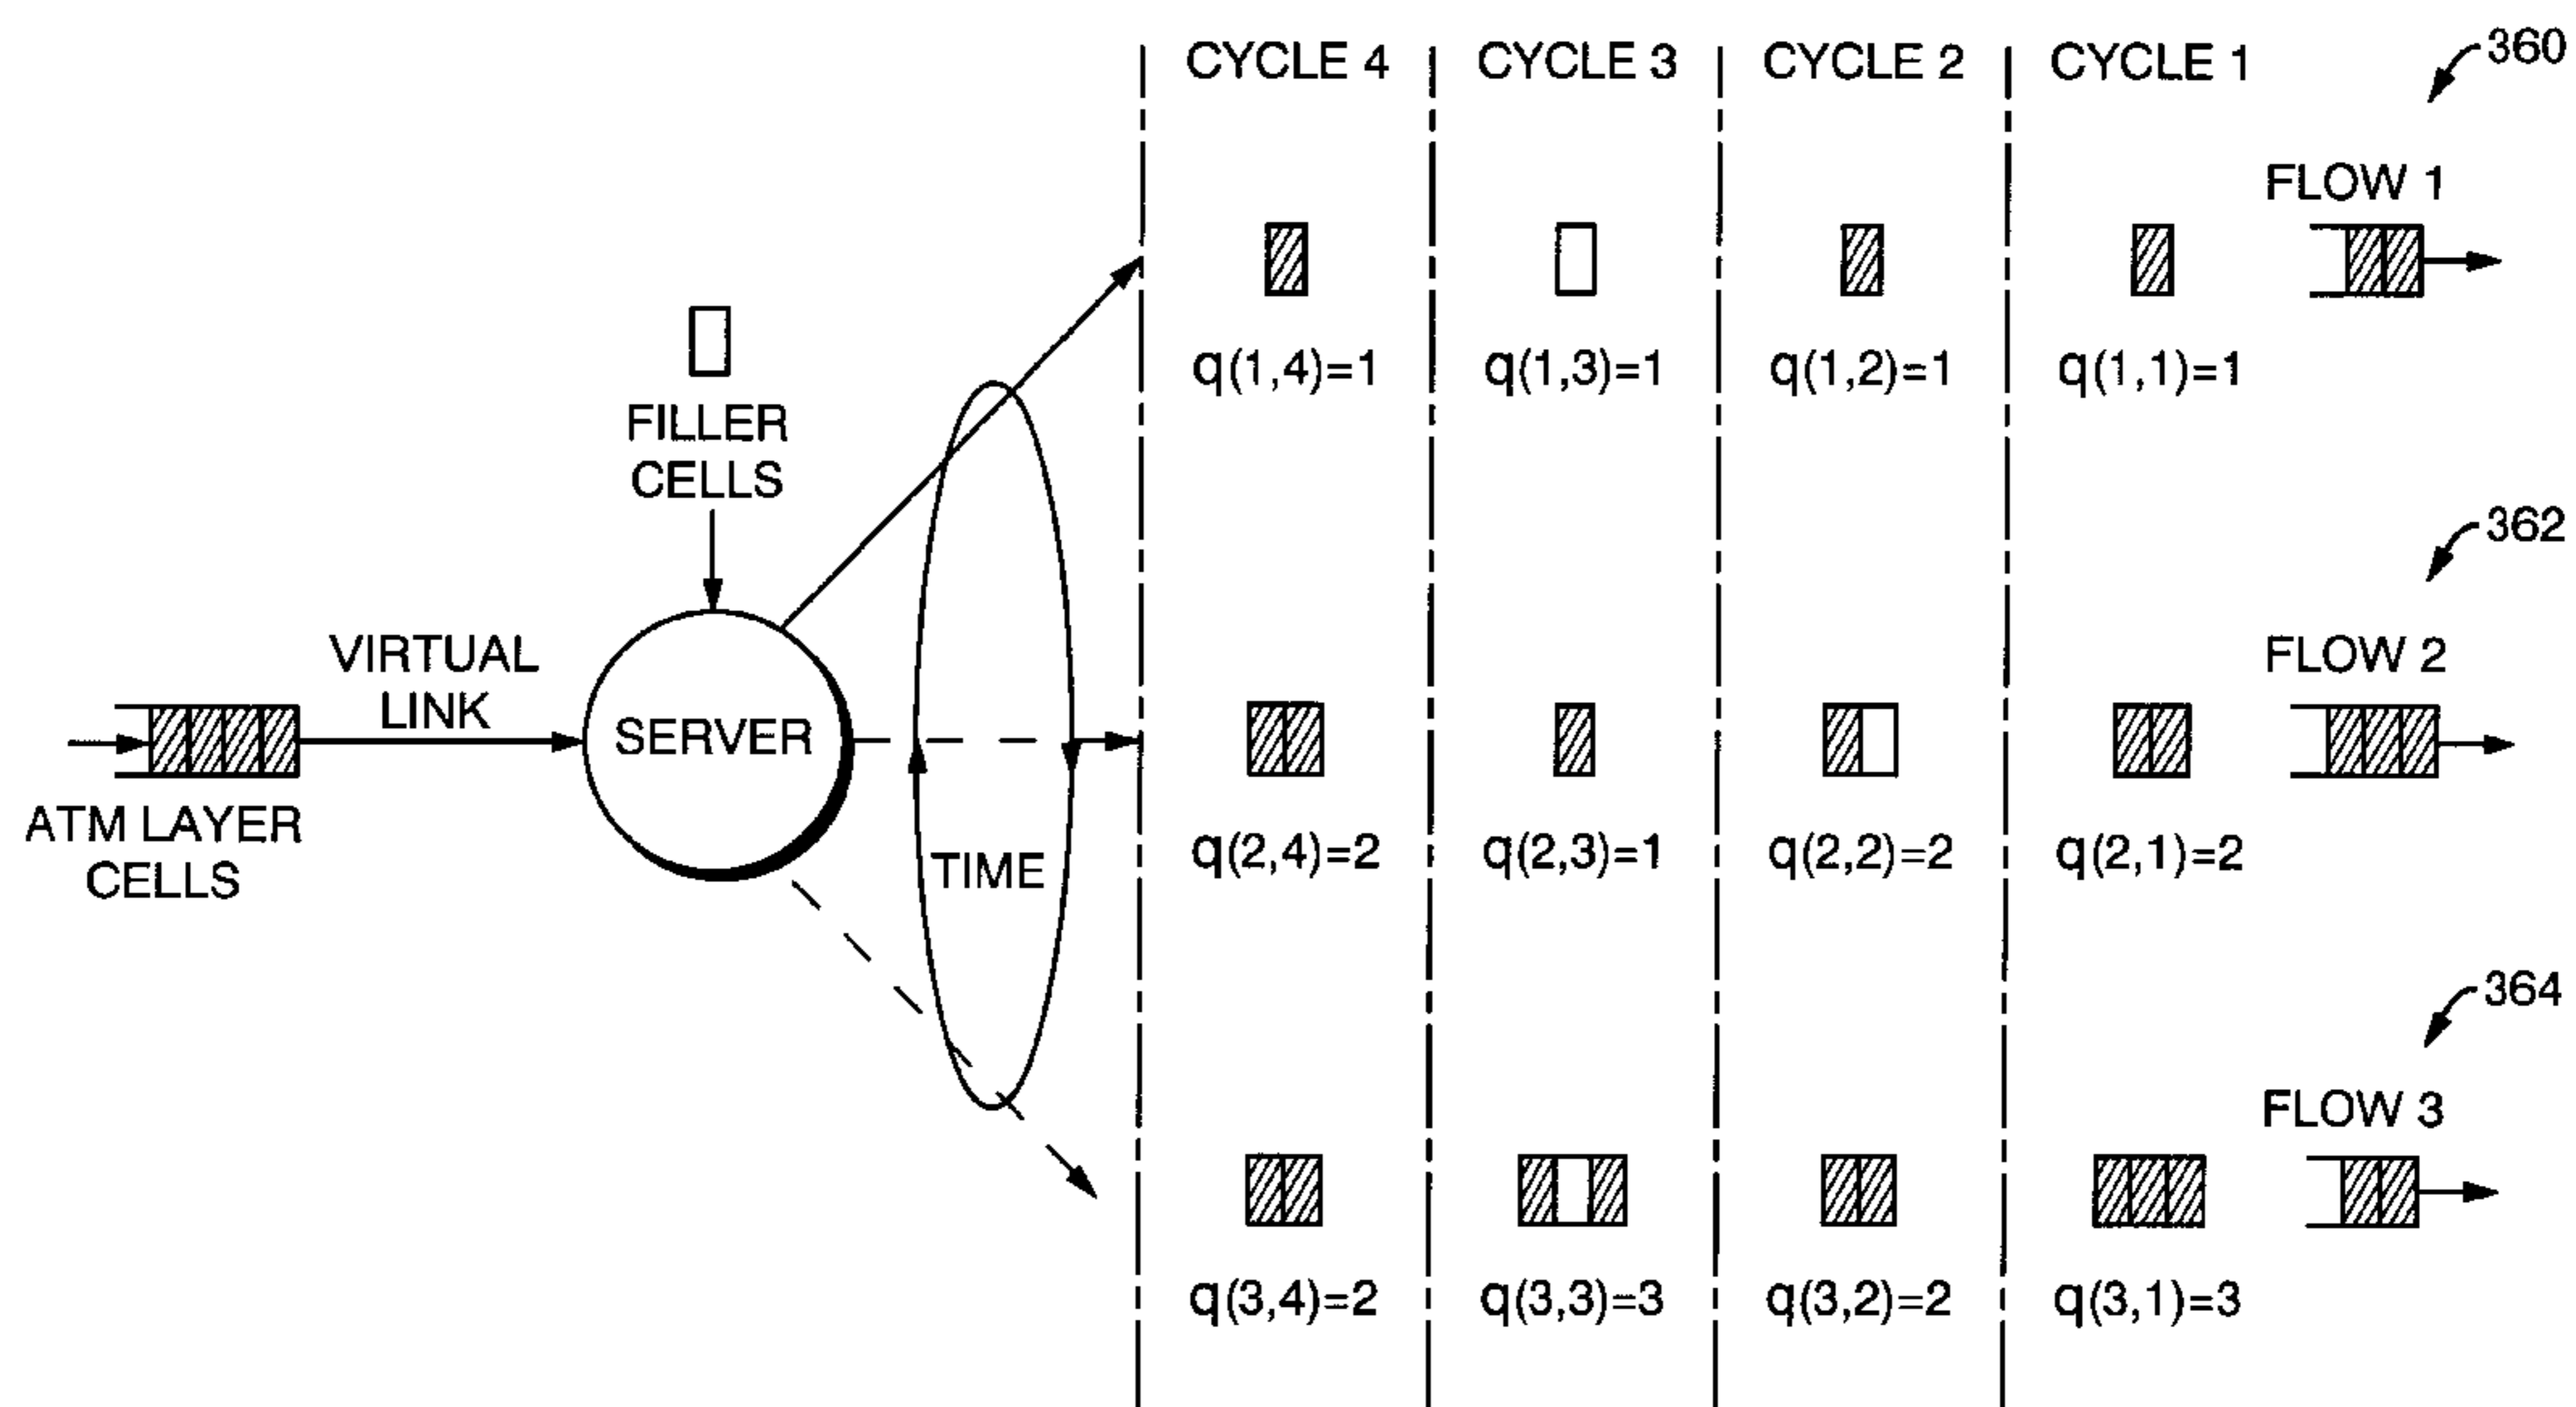 CYCLE 4 CYCLE 3 CYCLE 2 CYCLE 1
360
FLOW 1
q(1,4)=1 q(1,3)=1 q(1,2)=1 q(1,1)=1
FILLER
CELLS
362
VIRTUAL
LINK
SERVER
FLOW 2
ATM LAYER
CELLS
TIME
q(2,4)=2 q(2,3)=1 q(2,2)=2 q(2,1)=2
364
FLOW 3
q(3,4)=2 q(3,3)=3 q(3,2)=2 q(3,1)=3